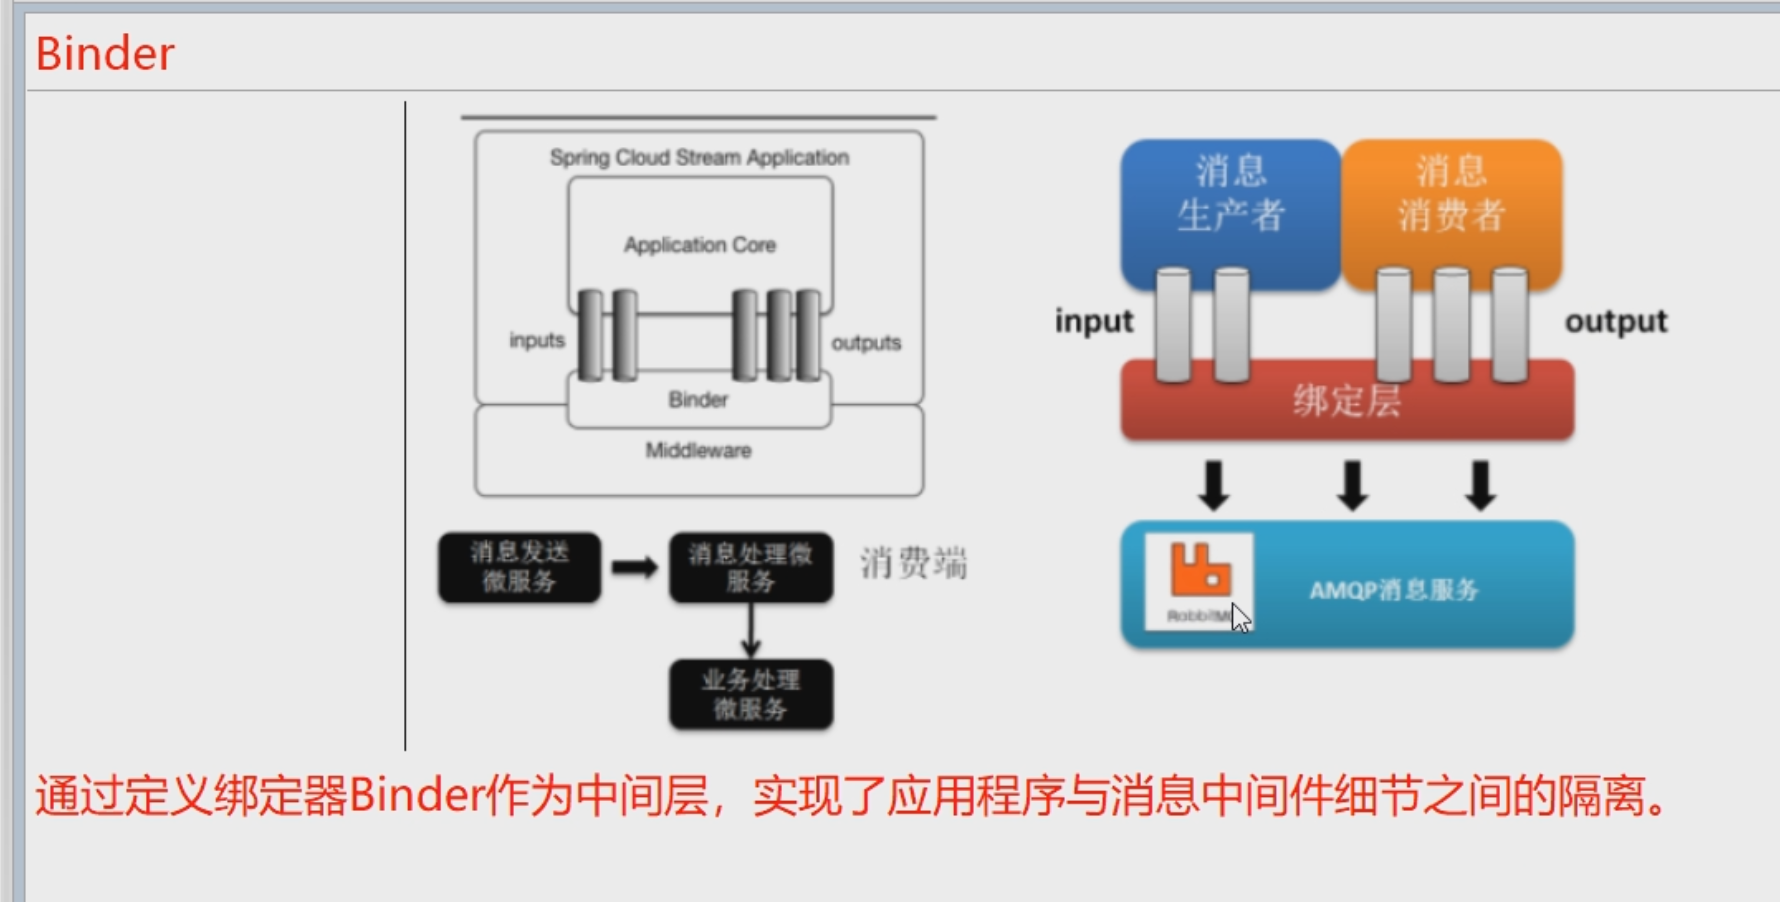 Binder
Spring Cloud Stream Application
Application Core
inputs
outputs
Binder
Middleware
消息发送
微服务
消息处理微
服务
消费端
业务处理
微服务
消息
生产者
消息
消费者
input
output
绑定层
AMQP消息服务
通过定义绑定器Binder作为中间层，实现了应用程序与消息中间件细节之间的隔离。